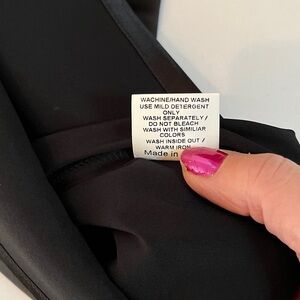 WACHINE/HAND WASH
USE MILD DETERGENT
ONLY
WASH SEPARATELY /
DO NOT BLEACH
WASH WITH SIMILIAR
COLORS
WASH INSIDE OUT /
WARM IRON
Made in